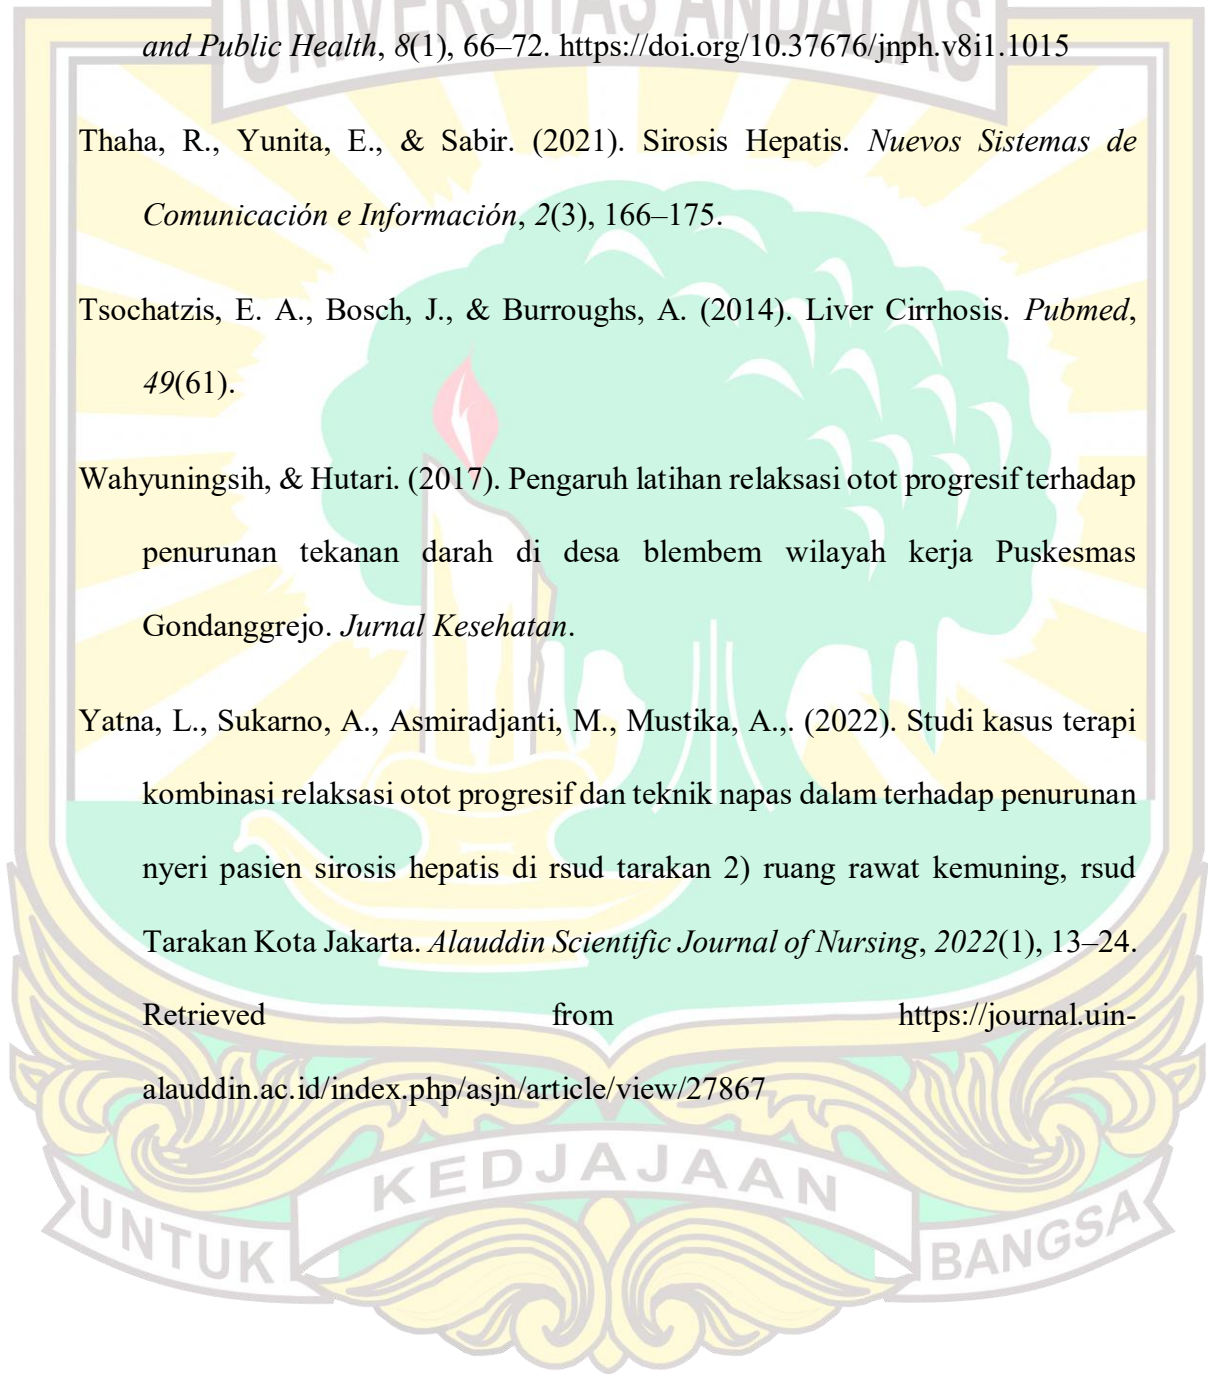 UNIVERSITAS ANDALAS
and Public Health, 8(1), 66–72. https://doi.org/10.37676/jnph.v8i1.1015
Thaha, R., Yunita, E., & Sabir. (2021). Sirosis Hepatis. Nuevos Sistemas de
Comunicación e Información, 2(3), 166–175.
Tsochatzis, E. A., Bosch, J., & Burroughs, A. (2014). Liver Cirrhosis. Pubmed,
49(61).
Wahyuningsih, & Hutari. (2017). Pengaruh latihan relaksasi otot progresif terhadap
penurunan tekanan darah di desa blembem wilayah kerja Puskesmas
Gondanggrejo. Jurnal Kesehatan.
Yatna, L., Sukarno, A., Asmiradjanti, M., Mustika, A.,. (2022). Studi kasus terapi
kombinasi relaksasi otot progresif dan teknik napas dalam terhadap penurunan
nyeri pasien sirosis hepatis di rsud tarakan 2) ruang rawat kemuning, rsud
Tarakan Kota Jakarta. Alauddin Scientific Journal of Nursing, 2022(1), 13–24.
Retrieved from https://journal.uin-
alauddin.ac.id/index.php/asjn/article/view/27867
UNTUK KEDJAJAAN BANGSA